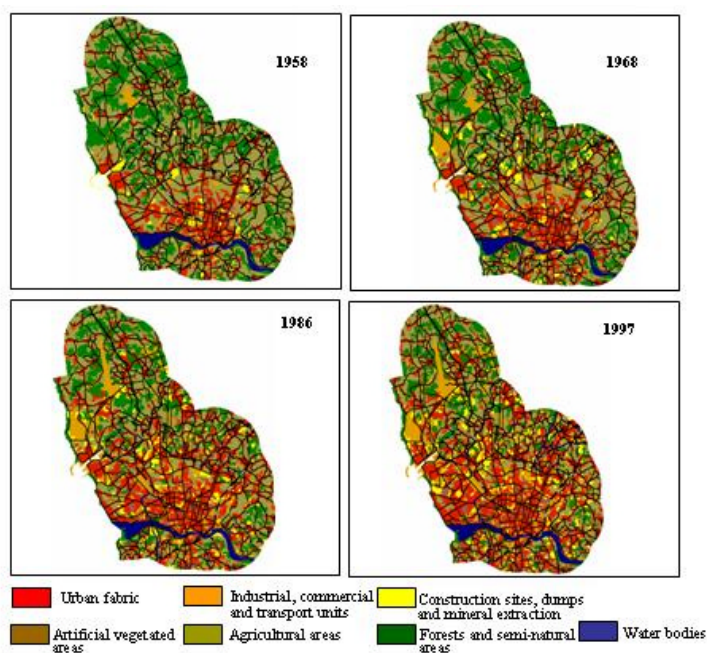 1958
1968
1986
1997
Urban fabric
Industrial, commercial
and transport units
Construction sites, dumps
and mineral extraction
Artificial vegetated
areas
Agricultural areas
Forests and semi-natural
areas
Water bodies